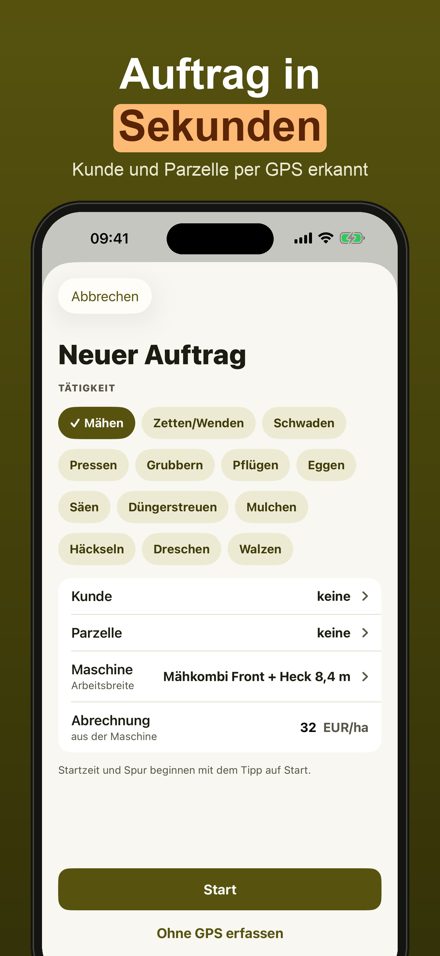 Auftrag in
Sekunden
Kunde und Parzelle per GPS erkannt
09:41
Abbrechen
Neuer Auftrag
TÄTIGKEIT
✓ Mähen Zetten/Wenden Schwaden
Pressen Grubbern Pflügen Eggen
Säen Düngerstreuen Mulchen
Häckseln Dreschen Walzen
Kunde keine
Parzelle keine
Maschine Mähkombi Front + Heck 8,4 m
Arbeitsbreite
Abrechnung 32 EUR/ha
aus der Maschine
Startzeit und Spur beginnen mit dem Tipp auf Start.
Start
Ohne GPS erfassen